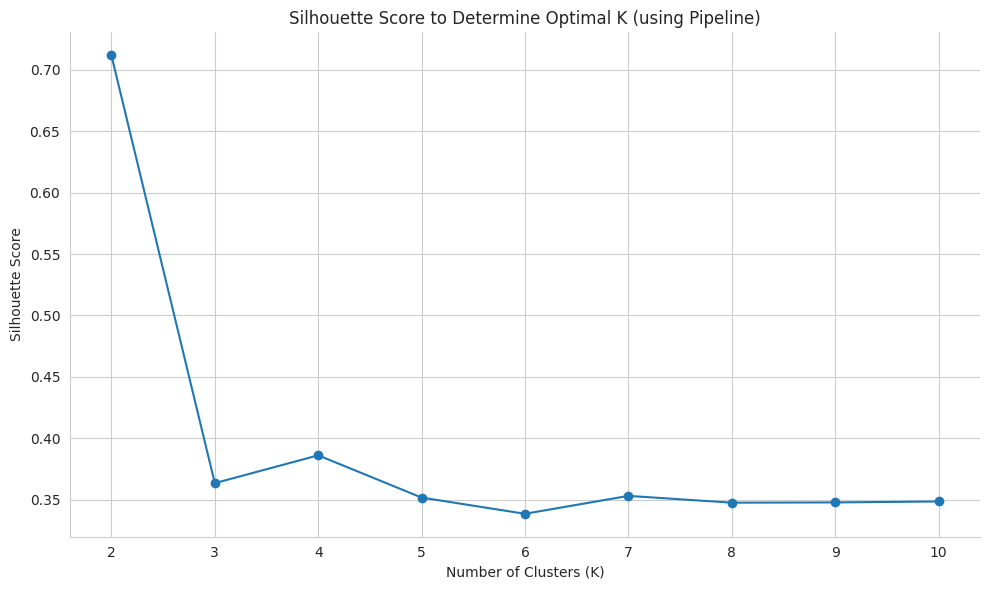 Silhouette Score to Determine Optimal K (using Pipeline)
Silhouette Score
0.70
0.65
0.60
0.55
0.50
0.45
0.40
0.35
2 3 4 5 6 7 8 9 10
Number of Clusters (K)